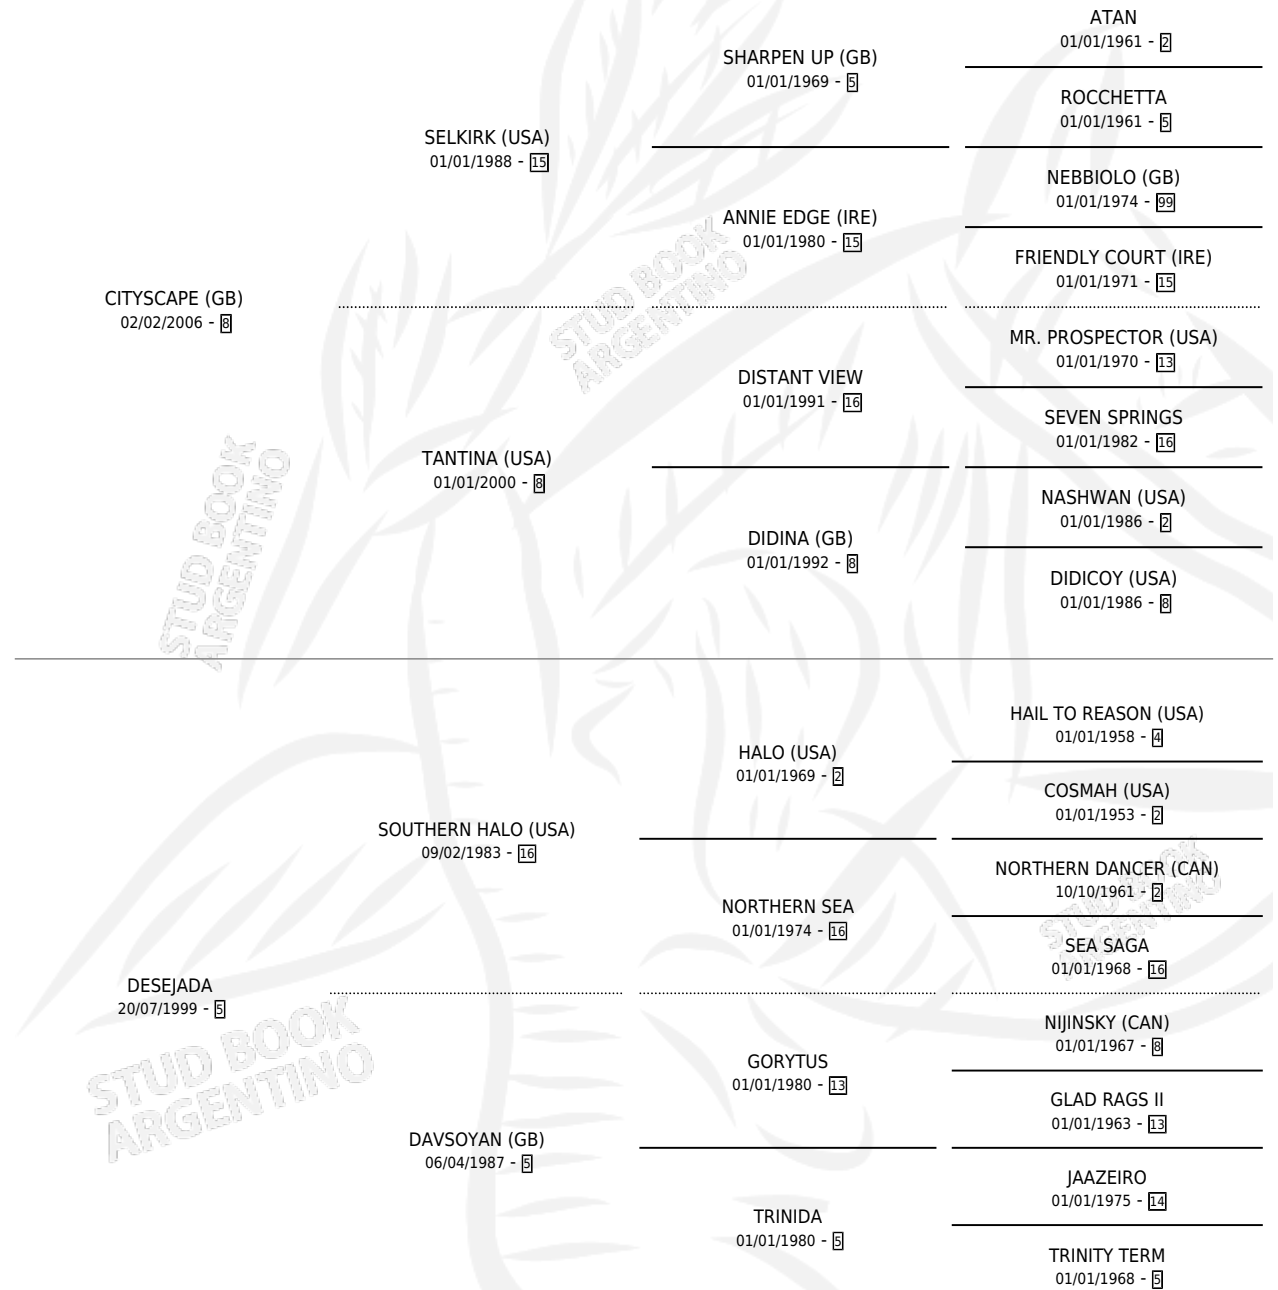 ATAN
01/01/1961 - 2
SHARPEN UP (GB)
01/01/1969 - 5
ROCCHETTA
01/01/1961 - 5
SELKIRK (USA)
01/01/1988 - 15
NEBBIOLO (GB)
01/01/1974 - 99
ANNIE EDGE (IRE)
01/01/1980 - 15
FRIENDLY COURT (IRE)
01/01/1971 - 15
CITYSCAPE (GB)
02/02/2006 - 8
STUD BOOK
ARGENTINO
MR. PROSPECTOR (USA)
01/01/1970 - 13
DISTANT VIEW
01/01/1991 - 16
SEVEN SPRINGS
01/01/1982 - 16
TANTINA (USA)
01/01/2000 - 8
STUD BOOK
ARGENTINO
NASHWAN (USA)
01/01/1986 - 2
DIDINA (GB)
01/01/1992 - 8
DIDICOY (USA)
01/01/1986 - 8
HAIL TO REASON (USA)
01/01/1958 - 4
HALO (USA)
01/01/1969 - 2
COSMAH (USA)
01/01/1953 - 2
SOUTHERN HALO (USA)
09/02/1983 - 16
NORTHERN DANCER (CAN)
10/10/1961 - 2
STUD BOOK
ARGENTINO
NORTHERN SEA
01/01/1974 - 16
SEA SAGA
01/01/1968 - 16
DESEJADA
20/07/1999 - 5
STUD BOOK
ARGENTINO
NIJINSKY (CAN)
01/01/1967 - 8
GORYTUS
01/01/1980 - 13
GLAD RAGS II
01/01/1963 - 13
DAVSOYAN (GB)
06/04/1987 - 5
JAAZEIRO
01/01/1975 - 14
TRINIDA
01/01/1980 - 5
TRINITY TERM
01/01/1968 - 5